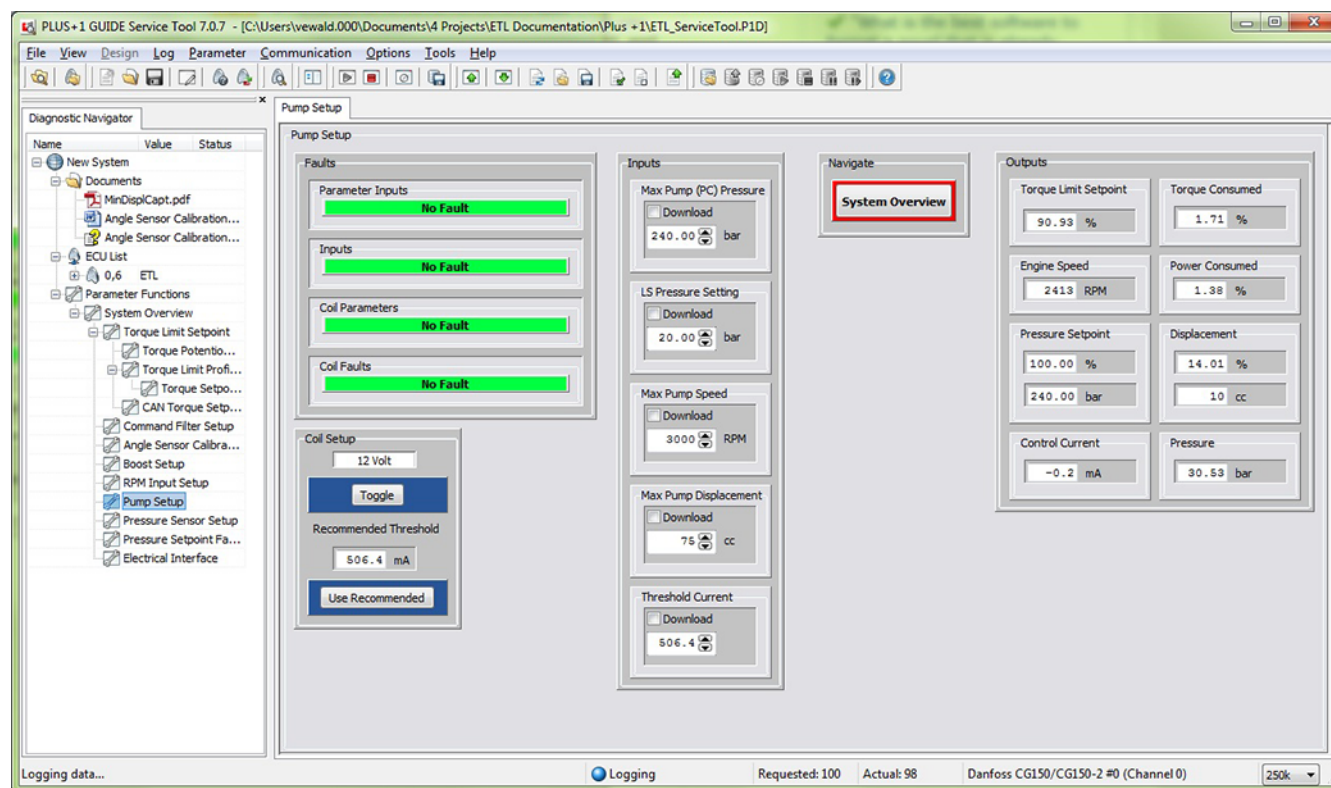 PLUS+1 GUIDE Service Tool 7.0.7 - [C:\Users\vewald.000\Documents\4 Projects\ETL Documentation\Plus +1\ETL_ServiceTool.P1D]
File View Design Log Parameter Communication Options Tools Help
Diagnostic Navigator
Name Value Status
New System
Documents
MinDisplCapt.pdf
Angle Sensor Calibration...
Angle Sensor Calibration...
ECU List
0,6 ETL
Parameter Functions
System Overview
Torque Limit Setpoint
Torque Potentio...
Torque Limit Profi...
Torque Setpo...
CAN Torque Setp...
Command Filter Setup
Angle Sensor Calibra...
Boost Setup
RPM Input Setup
Pump Setup
Pressure Sensor Setup
Pressure Setpoint Fa...
Electrical Interface
Pump Setup
Pump Setup
Faults
Parameter Inputs
No Fault
Inputs
No Fault
Coil Parameters
No Fault
Coil Faults
No Fault
Coil Setup
12 Volt
Toggle
Recommended Threshold
506.4 mA
Use Recommended
Inputs
Max Pump (PC) Pressure
Download
240.00 bar
LS Pressure Setting
Download
20.00 bar
Max Pump Speed
Download
3000 RPM
Max Pump Displacement
Download
75 cc
Threshold Current
Download
506.4
Navigate
System Overview
Outputs
Torque Limit Setpoint
90.93 %
Torque Consumed
1.71 %
Engine Speed
2413 RPM
Power Consumed
1.38 %
Pressure Setpoint
100.00 %
240.00 bar
Displacement
14.01 %
10 cc
Control Current
-0.2 mA
Pressure
30.53 bar
Logging data...
Logging
Requested: 100
Actual: 98
Danfoss CG150/CG150-2 #0 (Channel 0)
250k